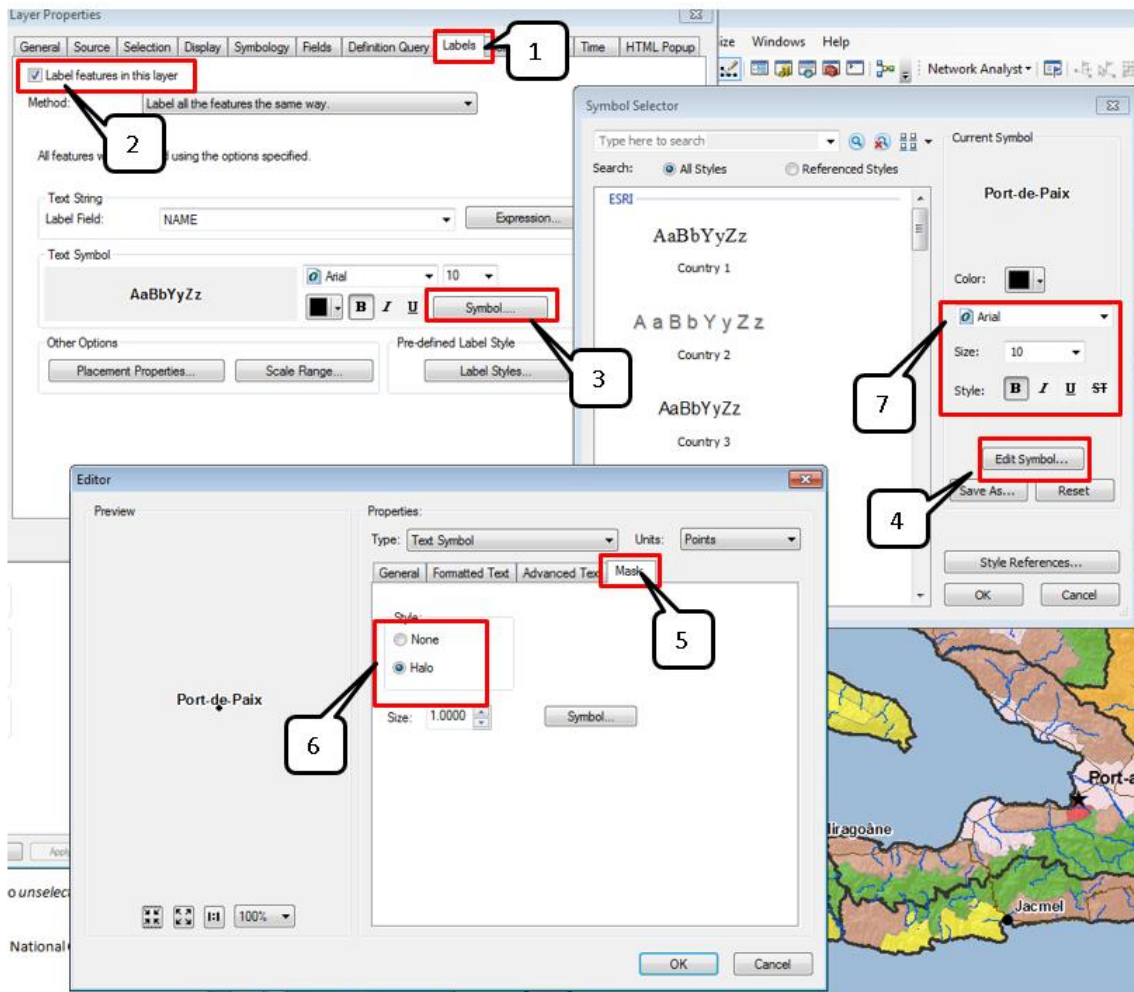 Layer Properties
General Source Selection Display Symbology Fields Definition Query Labels Time HTML Popup
1
Label features in this layer
Method: Label all the features the same way.
2
All features using the options specified.
Text String
Label Field: NAME Expression...
Text Symbol
AaBbYyZz
Arial 10
B I U Symbol...
Other Options
Placement Properties... Scale Range...
Pre-defined Label Style
Label Styles...
3
Windows Help
Network Analyst
Symbol Selector
Type here to search
Search: All Styles Referenced Styles
ESRI
AaBbYyZz
Country 1
AaBbYyZz
Country 2
AaBbYyZz
Country 3
Current Symbol
Port-de-Paix
Color:
Arial
Size: 10
Style: B I U ST
7
Edit Symbol...
4
Save As... Reset
Style References...
OK Cancel
Editor
Preview
Port-de-Paix
100%
Properties:
Type: Text Symbol Units: Points
General Formatted Text Advanced Text Mask
5
Style:
None
Halo
6
Size: 1.0000 Symbol...
OK Cancel
National
Jacmel